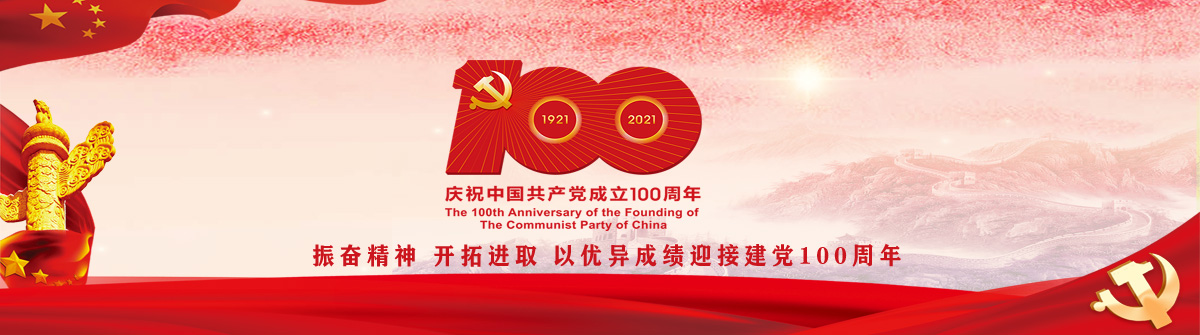 100
1921
2021
庆祝中国共产党成立100周年
The 100th Anniversary of the Founding of
The Communist Party of China
振奋精神 开拓进取 以优异成绩迎接建党100周年